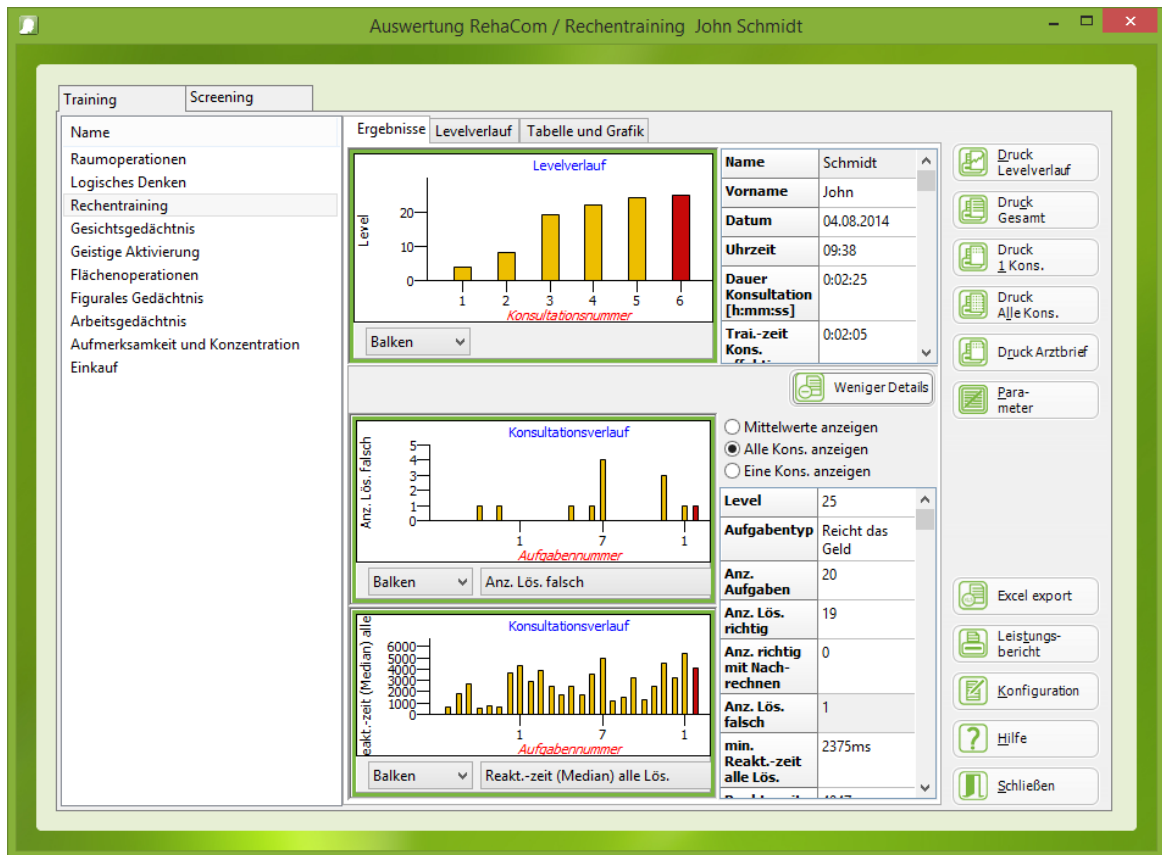 Auswertung RehaCom / Rechentraining John Schmidt
Training
Screening
Name
Raumoperationen
Logisches Denken
Rechentraining
Gesichtsgedächtnis
Geistige Aktivierung
Flächenoperationen
Figurales Gedächtnis
Arbeitsgedächtnis
Aufmerksamkeit und Konzentration
Einkauf
Ergebnisse
Levelverlauf
Tabelle und Grafik
Levelverlauf
Level
20
10
0
1 2 3 4 5 6
Konsultationsnummer
Balken
Name Schmidt
Vorname John
Datum 04.08.2014
Uhrzeit 09:38
Dauer 0:02:25
Konsultation
[h:mm:ss]
Trai.-zeit 0:02:05
Kons.
Weniger Details
Konsultationsverlauf
Anz. Lös. falsch
5
4
3
2
1
0
1 7 1
Aufgabennummer
Balken
Anz. Lös. falsch
Konsultationsverlauf
eakt.-zeit (Median) alle
6000
5000
4000
3000
2000
1000
0
1 7 1
Aufgabennummer
Balken
Reakt.-zeit (Median) alle Lös.
Mittelwerte anzeigen
Alle Kons. anzeigen
Eine Kons. anzeigen
Level 25
Aufgabentyp Reicht das
Geld
Anz. 20
Aufgaben
Anz. Lös. 19
richtig
Anz. richtig 0
mit Nach-
rechnen
Anz. Lös. 1
falsch
min. 2375ms
Reakt.-zeit
alle Lös.
Druck
Levelverlauf
Druck
Gesamt
Druck
1 Kons.
Druck
Alle Kons.
Druck Arztbrief
Para-
meter
Excel export
Leistungs-
bericht
Konfiguration
Hilfe
Schließen